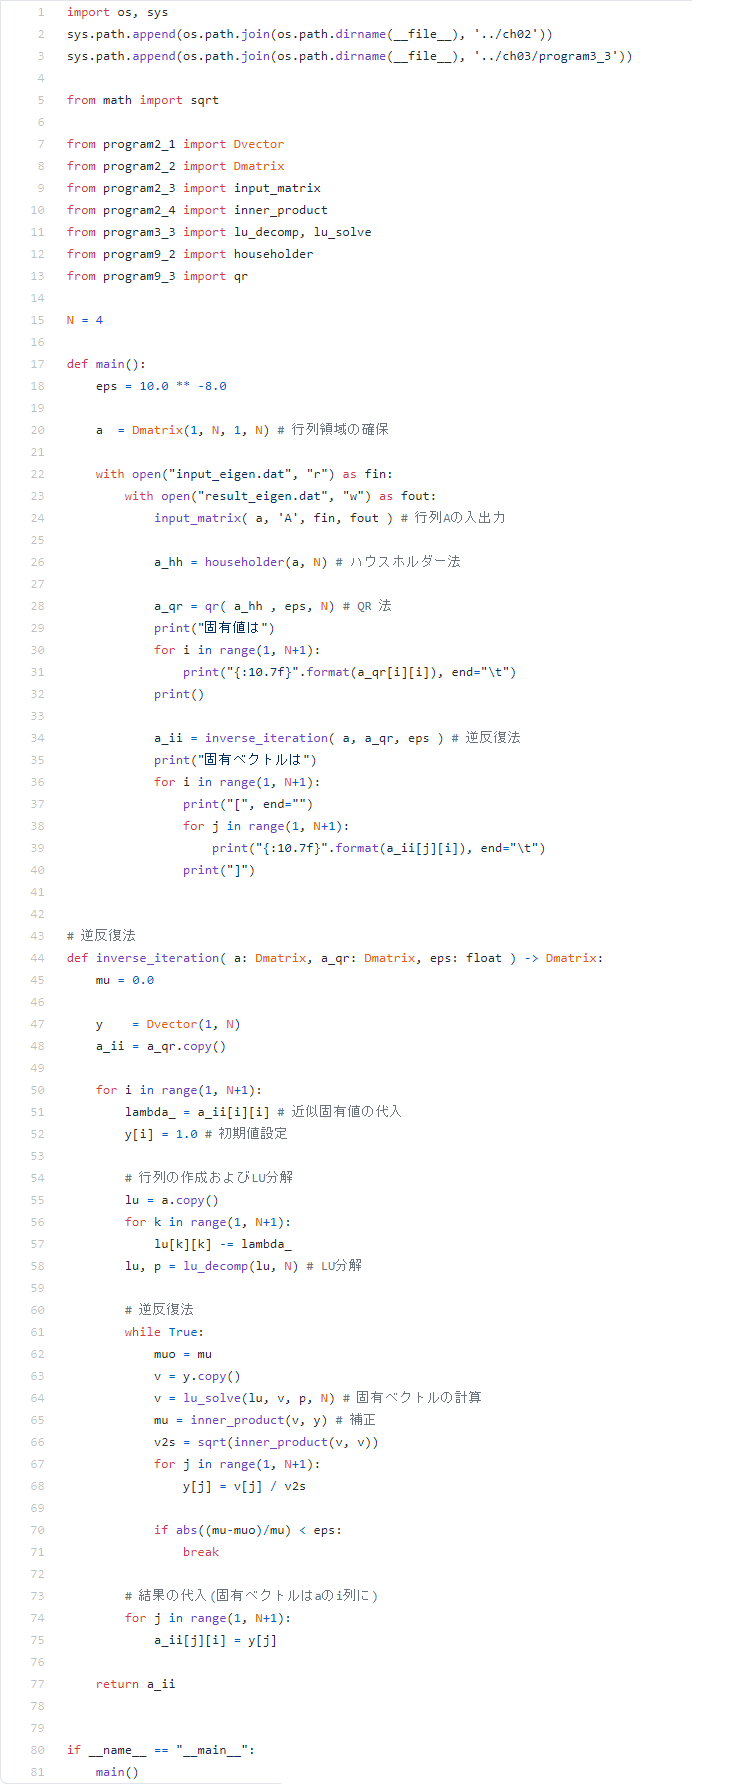 1 import os, sys
2 sys.path.append(os.path.join(os.path.dirname(__file__), '../ch02'))
3 sys.path.append(os.path.join(os.path.dirname(__file__), '../ch03/program3_3'))
4
5 from math import sqrt
6
7 from program2_1 import Dvector
8 from program2_2 import Dmatrix
9 from program2_3 import input_matrix
10 from program2_4 import inner_product
11 from program3_3 import lu_decomp, lu_solve
12 from program9_2 import householder
13 from program9_3 import qr
14
15 N = 4
16
17 def main():
18     eps = 10.0 ** -8.0
19
20     a  = Dmatrix(1, N, 1, N) # 行列領域の確保
21
22     with open("input_eigen.dat", "r") as fin:
23         with open("result_eigen.dat", "w") as fout:
24             input_matrix( a, 'A', fin, fout ) # 行列Aの入出力
25
26             a_hh = householder(a, N) # ハウスホルダー法
27
28             a_qr = qr( a_hh , eps, N) # QR 法
29             print("固有値は")
30             for i in range(1, N+1):
31                 print("{:10.7f}".format(a_qr[i][i]), end="\t")
32             print()
33
34             a_ii = inverse_iteration( a, a_qr, eps ) # 逆反復法
35             print("固有ベクトルは")
36             for i in range(1, N+1):
37                 print("[", end="")
38                 for j in range(1, N+1):
39                     print("{:10.7f}".format(a_ii[j][i]), end="\t")
40                 print("]")
41
42
43 # 逆反復法
44 def inverse_iteration( a: Dmatrix, a_qr: Dmatrix, eps: float ) -> Dmatrix:
45     mu = 0.0
46
47     y    = Dvector(1, N)
48     a_ii = a_qr.copy()
49
50     for i in range(1, N+1):
51         lambda_ = a_ii[i][i] # 近似固有値の代入
52         y[i] = 1.0 # 初期値設定
53
54         # 行列の作成およびLU分解
55         lu = a.copy()
56         for k in range(1, N+1):
57             lu[k][k] -= lambda_
58         lu, p = lu_decomp(lu, N) # LU分解
59
60         # 逆反復法
61         while True:
62             muo = mu
63             v = y.copy()
64             v = lu_solve(lu, v, p, N) # 固有ベクトルの計算
65             mu = inner_product(v, y) # 補正
66             v2s = sqrt(inner_product(v, v))
67             for j in range(1, N+1):
68                 y[j] = v[j] / v2s
69
70             if abs((mu-muo)/mu) < eps:
71                 break
72
73         # 結果の代入(固有ベクトルはaのi列に)
74         for j in range(1, N+1):
75             a_ii[j][i] = y[j]
76
77     return a_ii
78
79
80 if __name__ == "__main__":
81     main()